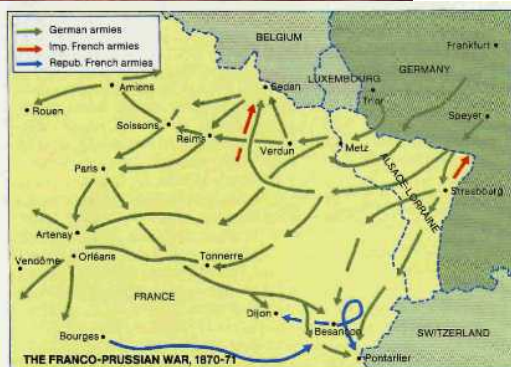 German armies
Imp. French armies
Repub. French armies
BELGIUM
Frankfurt
LUXEMBOURG
GERMANY
Amiens
Sedan
Trier
Rouen
Speyer
Soissons
Reims
Verdun
Metz
Paris
ALSACE-LORRAINE
Strasbourg
Artenay
Vendôme
Orléans
Tonnerre
FRANCE
Dijon
Besançon
SWITZERLAND
Bourges
Pontarlier
THE FRANCO-PRUSSIAN WAR, 1870-71